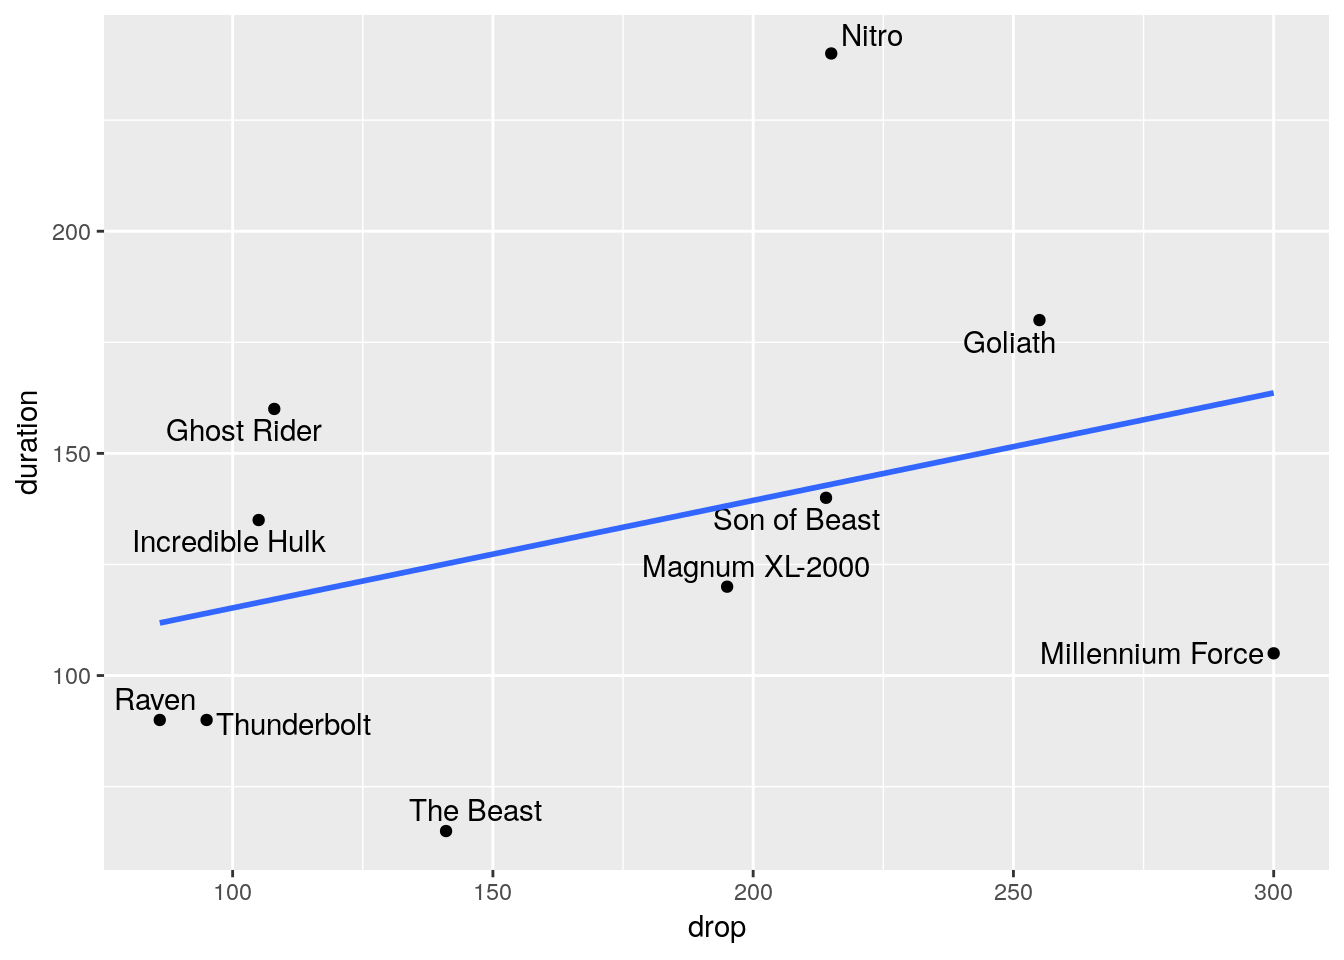 Nitro
200
Goliath
Ghost Rider
150
Son of Beast
Incredible Hulk
Magnum XL-2000
Millennium Force
100
Raven
Thunderbolt
The Beast
duration
100 150 200 250 300
drop